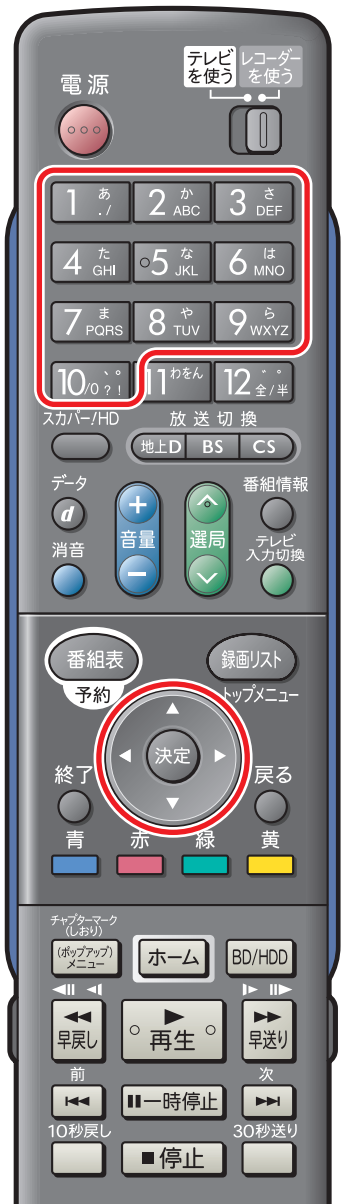 電源
テレビ
を使う
レコーダー
を使う
1 あ ./
2 か ABC
3 さ DEF
4 た GHI
5 な JKL
6 は MNO
7 ま PQRS
8 や TUV
9 ら WXYZ
10/0 、。?!
11 わをん
12 ゛゜全/半
スカパー/HD
放送切換
地上D BS CS
データ
d
番組情報
+
音量
−
選局
消音
テレビ
入力切換
番組表
予約
録画リスト
トップメニュー
決定
終了
戻る
青 赤 緑 黄
チャプターマーク
(しおり)
(ポップアップ)
メニュー
ホーム
BD/HDD
早戻し
再生
早送り
前
次
一時停止
10秒戻し
30秒送り
停止